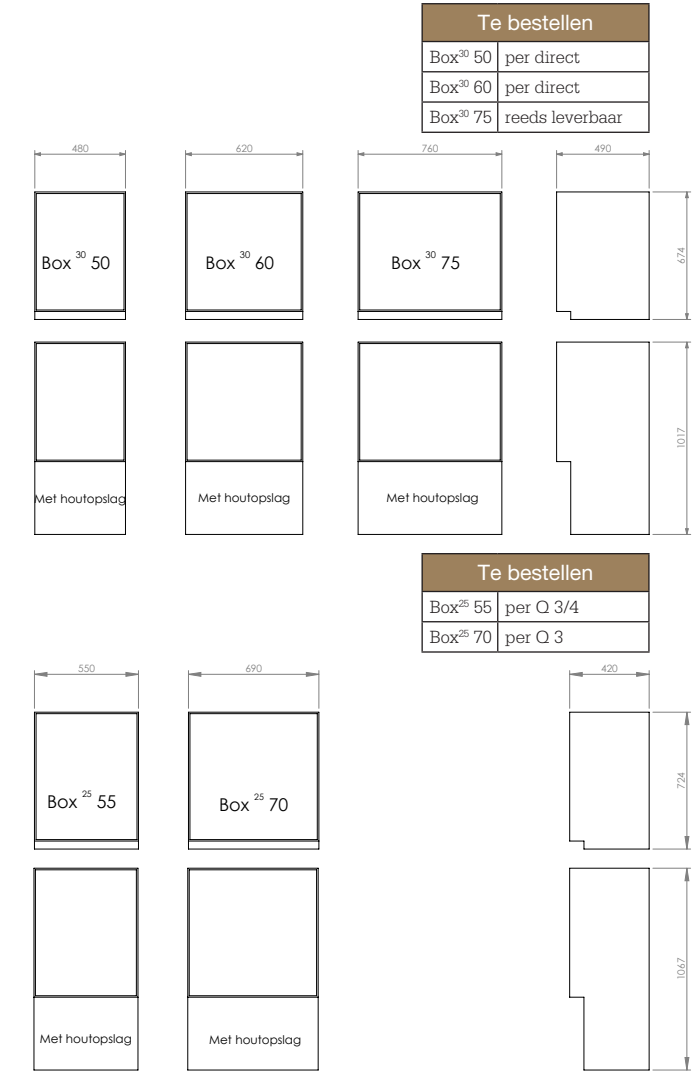 Te bestellen
Box³⁰ 50 per direct
Box³⁰ 60 per direct
Box³⁰ 75 reeds leverbaar
480 620 760 490
Box ³⁰ 50 Box ³⁰ 60 Box ³⁰ 75
674
1017
Met houtopslag Met houtopslag Met houtopslag
Te bestellen
Box²⁵ 55 per Q 3/4
Box²⁵ 70 per Q 3
550 690 420
724
Box ²⁵ 55 Box ²⁵ 70
1067
Met houtopslag Met houtopslag